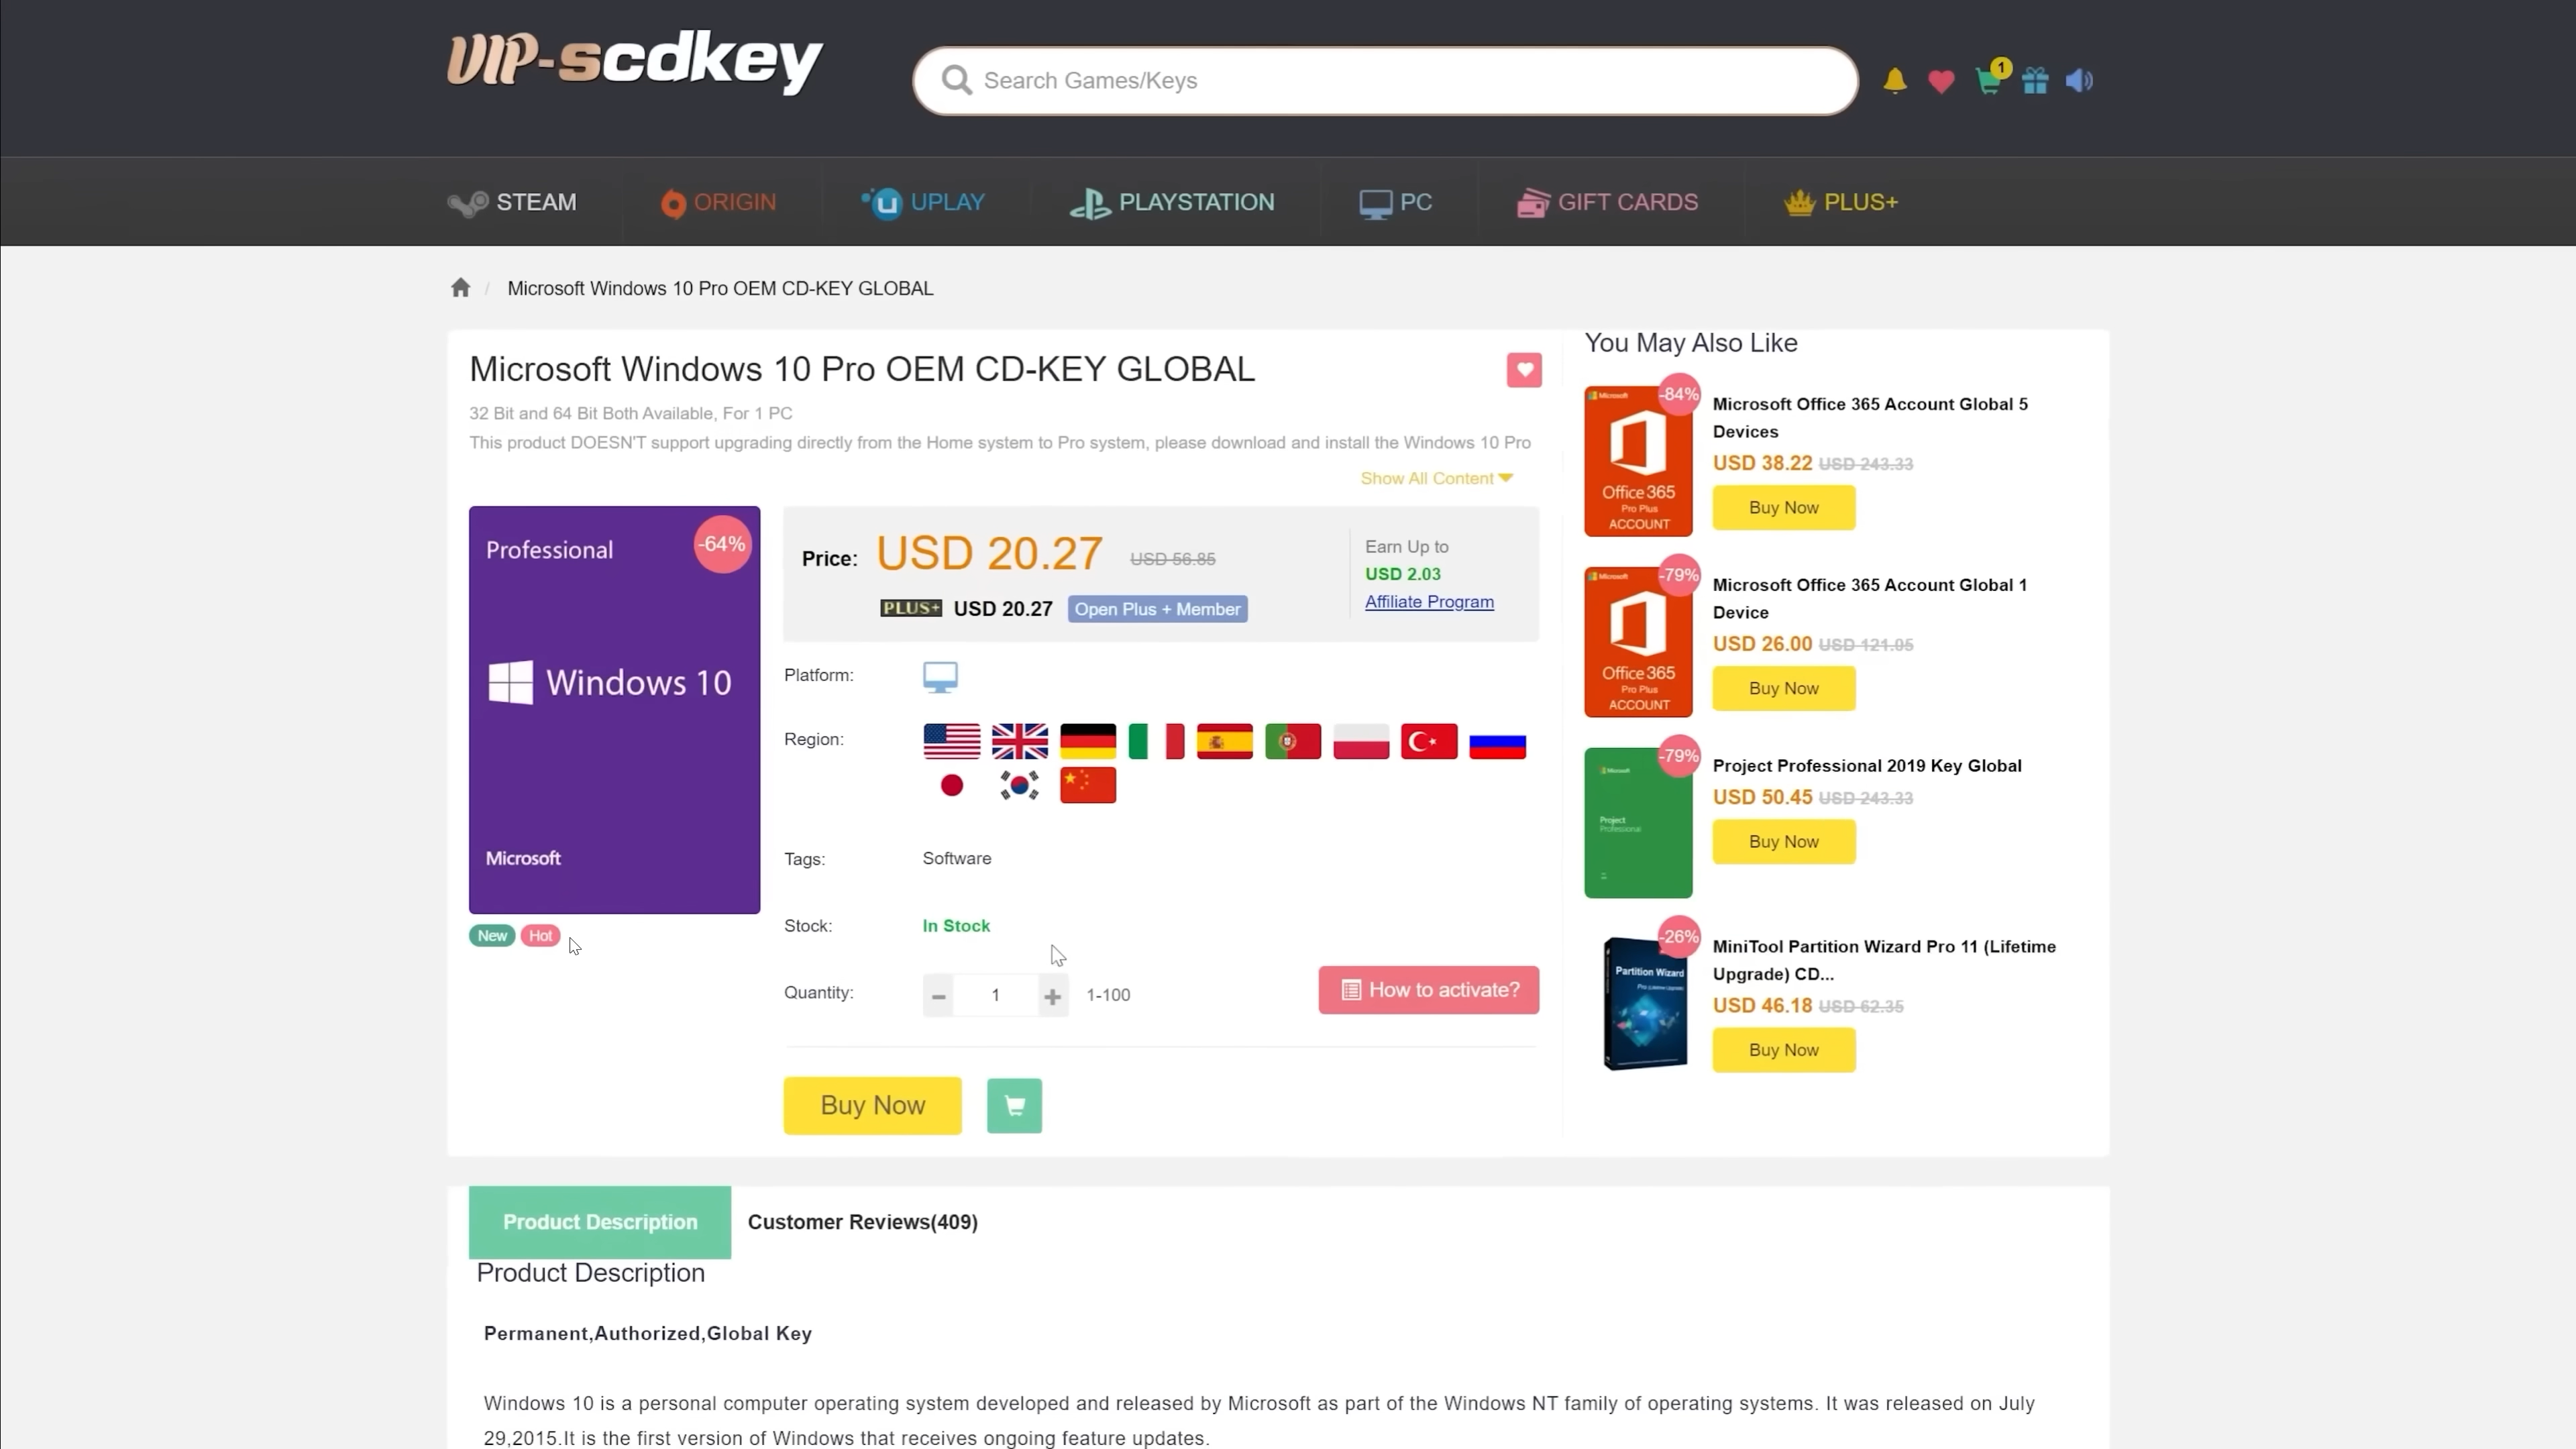 VIP-scdkey
Search Games/Keys
1
STEAM
ORIGIN
UPLAY
PLAYSTATION
PC
GIFT CARDS
PLUS+
/ Microsoft Windows 10 Pro OEM CD-KEY GLOBAL
Microsoft Windows 10 Pro OEM CD-KEY GLOBAL
32 Bit and 64 Bit Both Available, For 1 PC
This product DOESN'T support upgrading directly from the Home system to Pro system, please download and install the Windows 10 Pro
Show All Content
Professional
-64%
Windows 10
Microsoft
New
Hot
Price: USD 20.27 USD 56.85
PLUS+ USD 20.27 Open Plus + Member
Earn Up to
USD 2.03
Affiliate Program
Platform:
Region:
Tags: Software
Stock: In Stock
Quantity: - 1 + 1-100
How to activate?
Buy Now
You May Also Like
Microsoft
-84%
Office 365
Pro Plus
ACCOUNT
Microsoft Office 365 Account Global 5
Devices
USD 38.22 USD 243.33
Buy Now
Microsoft
-79%
Office 365
Pro Plus
ACCOUNT
Microsoft Office 365 Account Global 1
Device
USD 26.00 USD 121.05
Buy Now
Microsoft
-79%
Project
Professional
Project Professional 2019 Key Global
USD 50.45 USD 243.33
Buy Now
-26%
Partition Wizard
MiniTool Partition Wizard Pro 11 (Lifetime
Upgrade) CD...
USD 46.18 USD 62.35
Buy Now
Product Description
Customer Reviews(409)
Product Description
Permanent,Authorized,Global Key
Windows 10 is a personal computer operating system developed and released by Microsoft as part of the Windows NT family of operating systems. It was released on July
29,2015.It is the first version of Windows that receives ongoing feature updates.